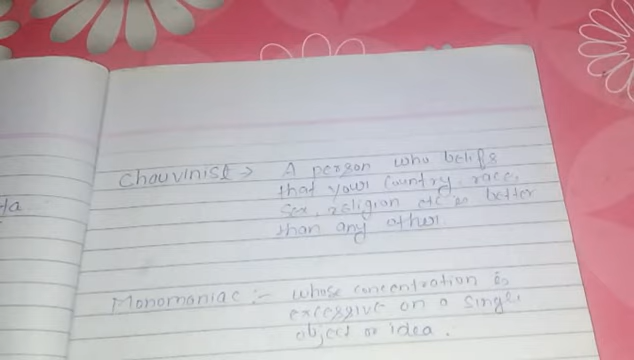 ta
Chauvinist → A person who belifs
that your Country, race,
Sex, religion etc is better
than any other.
Monomaniac :- whose concentration is
excessive on a single
object or idea.